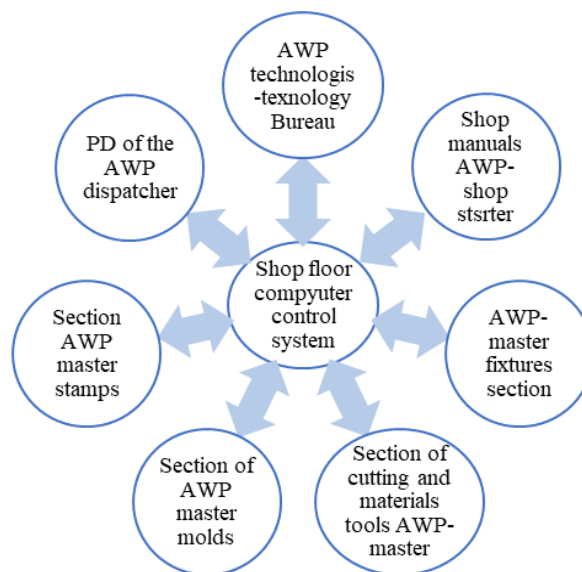 AWP
technologis
-texnology
Bureau
PD of the
AWP
dispatcher
Shop
manuals
AWP-
shop
stsrter
Shop floor
compyuter
control
system
Section
AWP
master
stamps
AWP-
master
fixtures
section
Section of
AWP
master
molds
Section of
cutting and
materials
tools AWP-
master